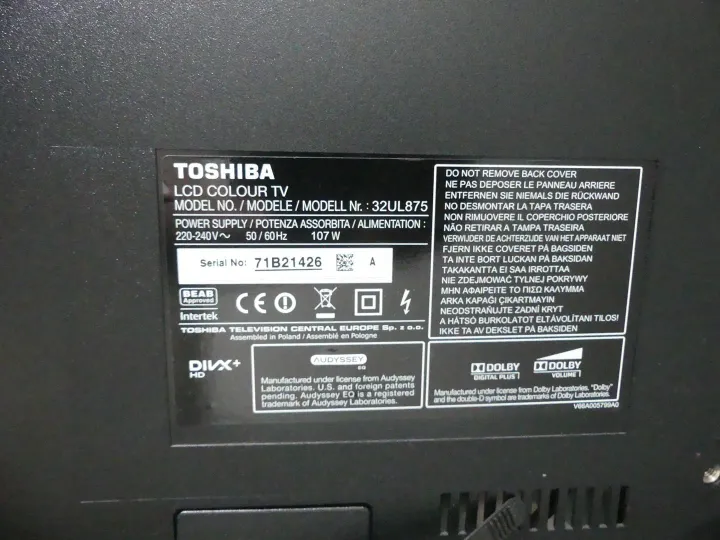 TOSHIBA
LCD COLOUR TV
MODEL NO. / MODELE / MODELL Nr. : 32UL875
POWER SUPPLY / POTENZA ASSORBITA / ALIMENTATION :
220-240V～ 50 / 60Hz 107 W
Serial No: 71B21426 A
BEAB
Approved
Intertek
CE
TOSHIBA TELEVISION CENTRAL EUROPE Sp. z o.o.
Assembled in Poland / Assemblé en Pologne
DO NOT REMOVE BACK COVER
NE PAS DEPOSER LE PANNEAU ARRIERE
ENTFERNEN SIE NIEMALS DIE RÜCKWAND
NO DESMONTAR LA TAPA TRASERA
NON RIMUOVERE IL COPERCHIO POSTERIORE
NÃO RETIRAR A TAMPA TRASEIRA
VERWIJDER DE ACHTERZIJDE VAN HET APPARAAT NIET
FJERN IKKE COVERET PÅ BAGSIDEN
TA INTE BORT LUCKAN PÅ BAKSIDAN
TAKAKANTTA EI SAA IRROTTAA
NIE ZDEJMOWAĆ TYLNEJ POKRYWY
ΜΗΝ ΑΦΑΙΡΕΙΤΕ ΤΟ ΠΙΣΩ ΚΑΛΥΜΜΑ
ARKA KAPAĞI ÇIKARTMAYIN
NEODSTRAŇUJTE ZADNÍ KRYT
A HÁTSÓ BURKOLATOT ELTÁVOLÍTANI TILOS!
IKKE TA AV DEKSLET PÅ BAKSIDEN
DIVX+
HD
AUDYSSEY
EQ
Manufactured under license from Audyssey
Laboratories. U.S. and foreign patents
pending. Audyssey EQ is a registered
trademark of Audyssey Laboratories.
DOLBY
DIGITAL PLUS
DOLBY
VOLUME
Manufactured under license from Dolby Laboratories. "Dolby"
and the double-D symbol are trademarks of Dolby Laboratories.
V68A005799A0